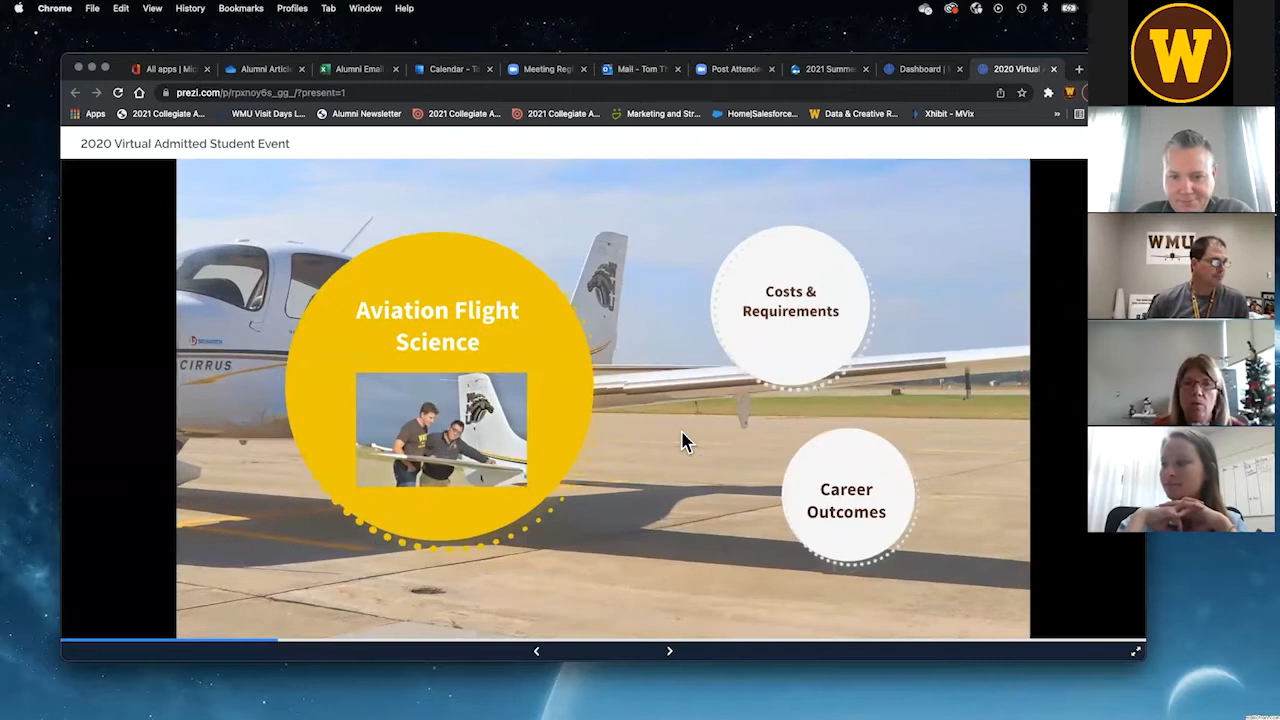 Chrome File Edit View History Bookmarks Profiles Tab Window Help
All apps | Mic
Alumni Artic
Alumni Email
Calendar - To
Meeting Reg
Mail - Tom Th
Post Attende
2021 Summe
Dashboard |
2020 Virtual
prezi.com/p/rpxnoy6s_gg_/?present=1
Apps
2021 Collegiate A...
WMU Visit Days L...
Alumni Newsletter
2021 Collegiate A...
2021 Collegiate A...
Marketing and Str...
Home|Salesforce...
Data & Creative R...
Xhibit - MVix
»
2020 Virtual Admitted Student Event
W
WMU
CIRRUS
Aviation Flight
Science
Costs &
Requirements
Career
Outcomes